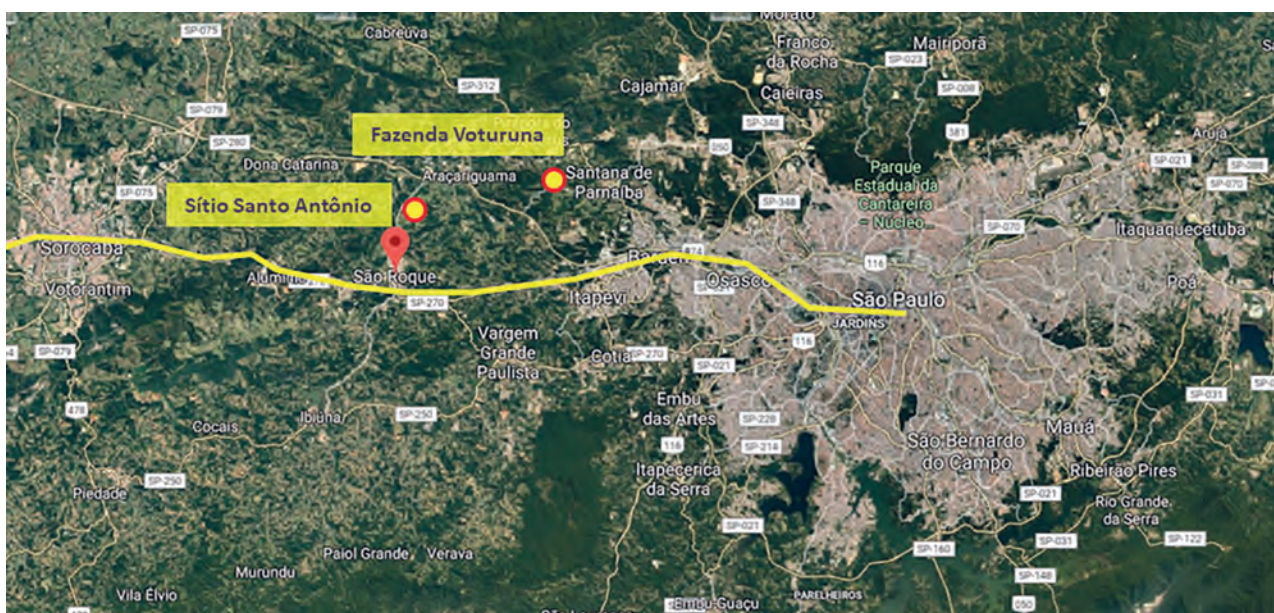 Morato
SP-075
Cabreúva
Franco
da Rocha
Mairiporã
SP-023
SP-312
Cajamar
Caieiras
SP-008
SP-079
SP-348
381
Fazenda Voturuna
SP-280
050
Arujá
SP-021
SP-088
SP-070
Dona Catarina
Araçariguama
Santana de
Parnaíba
Parque
Estadual da
Cantareira
– Núcleo...
SP-075
Sítio Santo Antônio
SP-348
SP-070
Itaquaquecetuba
Sorocaba
116
São Roque
Osasco
São Paulo
Poá
Votorantim
Itapevi
SP-270
JARDINS
Vargem
Grande
Paulista
116
SP-079
Cotia
SP-270
SP-021
SP-031
478
Ibiúna
SP-250
Embu
das Artes
SP-228
Cocais
116
SP-214
São Bernardo
do Campo
Mauá
Itapecerica
da Serra
Ribeirão Pires
SP-250
Piedade
SP-021
Rio Grande
da Serra
SP-021
Paiol Grande
Verava
SP-160
SP-031
SP-122
Murundu
SP-148
Vila Élvio
Embu-Guaçu
PARELHEIROS
050